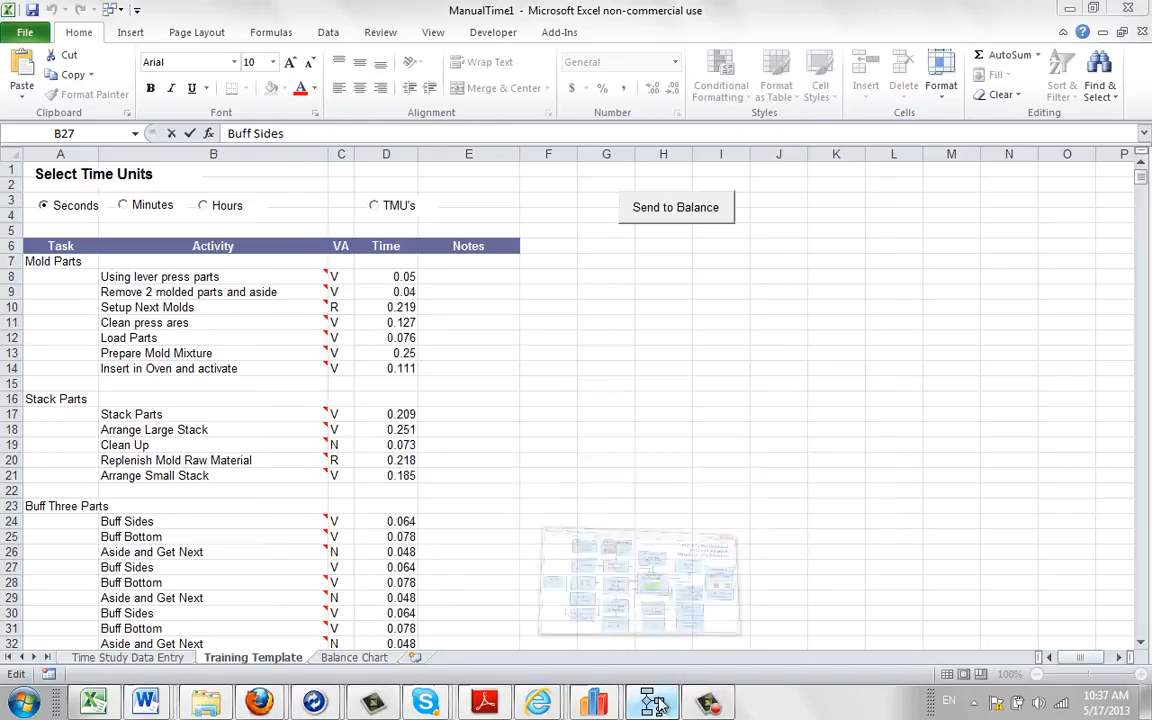 ManualTime1 - Microsoft Excel non-commercial use
File Home Insert Page Layout Formulas Data Review View Developer Add-Ins
Cut
Copy
Format Painter
Paste
Clipboard
Arial 10
B I U
Font
Wrap Text
Merge & Center
Alignment
General
$ % ,
Number
Conditional Formatting
Format as Table
Cell Styles
Styles
Insert Delete Format
Cells
AutoSum
Fill
Clear
Sort & Filter
Find & Select
Editing
B27 fx Buff Sides
A B C D E F G H I J K L M N O P
1 Select Time Units
2
3 Seconds Minutes Hours TMU's Send to Balance
4
5
6 Task Activity VA Time Notes
7 Mold Parts
8 Using lever press parts V 0.05
9 Remove 2 molded parts and aside V 0.04
10 Setup Next Molds R 0.219
11 Clean press ares V 0.127
12 Load Parts V 0.076
13 Prepare Mold Mixture V 0.25
14 Insert in Oven and activate V 0.111
15
16 Stack Parts
17 Stack Parts V 0.209
18 Arrange Large Stack V 0.251
19 Clean Up N 0.073
20 Replenish Mold Raw Material R 0.218
21 Arrange Small Stack V 0.185
22
23 Buff Three Parts
24 Buff Sides V 0.064
25 Buff Bottom V 0.078
26 Aside and Get Next N 0.048
27 Buff Sides V 0.064
28 Buff Bottom V 0.078
29 Aside and Get Next N 0.048
30 Buff Sides V 0.064
31 Buff Bottom V 0.078
32 Aside and Get Next N 0.048
Time Study Data Entry Training Template Balance Chart
Edit 100%
EN 10:37 AM
5/17/2013